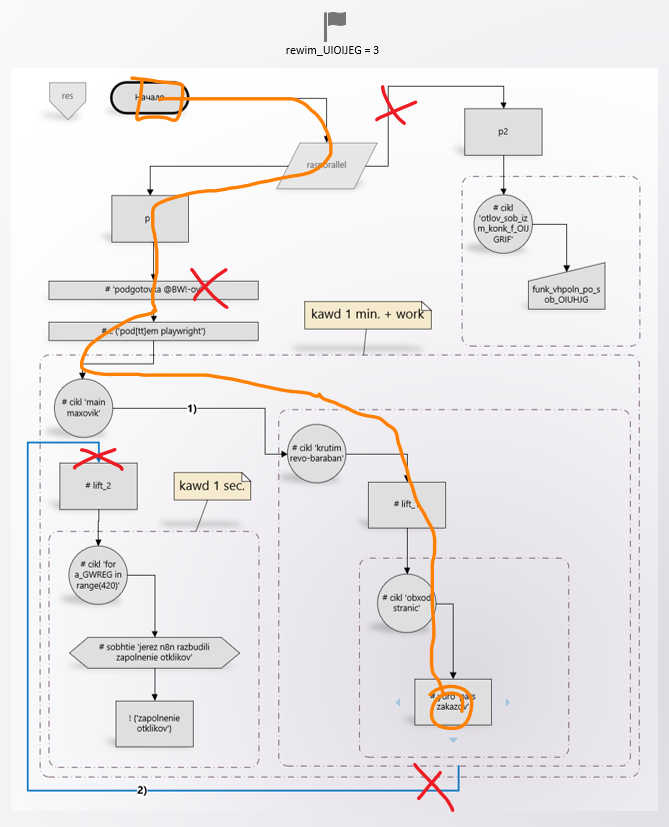 rewim_UIOIJEG = 3
res
Начало
rasparallel
p2
# cikl
'otlov_sob_iz
m_konk_f_OIJ
GRIF'
funk_vhpoln_po_s
ob_OIUHJG
# 'podgotovka @BW!-ov
('pod[tt]em playwright')
kawd 1 min. + work
# cikl 'main
maxovik'
1)
# cikl 'krutim
revo-baraban'
# lift_2
kawd 1 sec.
# lift_
# cikl 'for
a_GWREG in
range(420)'
# cikl 'obxod
stranic'
# sobhtie 'jerez n8n razbudili
zapolnenie otklikov'
zakazov'
! ('zapolnenie
otklikov')
2)